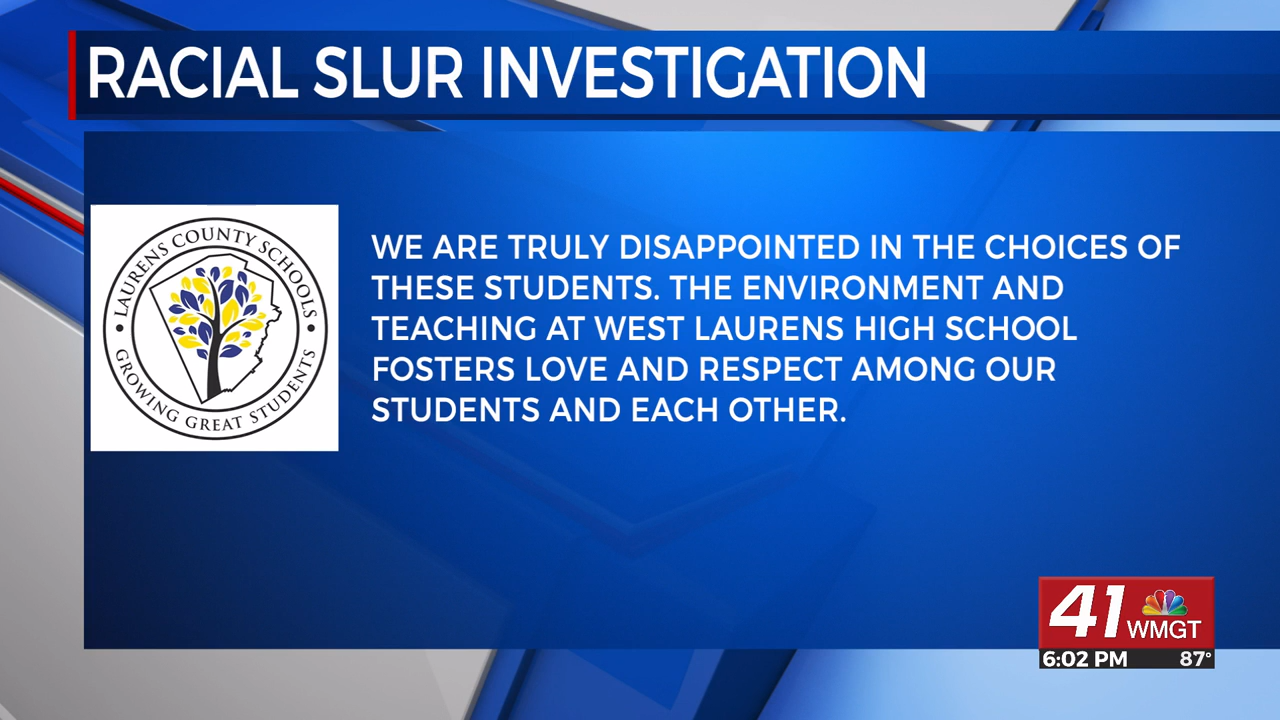 RACIAL SLUR INVESTIGATION
LAURENS COUNTY SCHOOLS
GROWING GREAT STUDENTS
WE ARE TRULY DISAPPOINTED IN THE CHOICES OF
THESE STUDENTS. THE ENVIRONMENT AND
TEACHING AT WEST LAURENS HIGH SCHOOL
FOSTERS LOVE AND RESPECT AMONG OUR
STUDENTS AND EACH OTHER.
41 WMGT
6:02 PM 87°